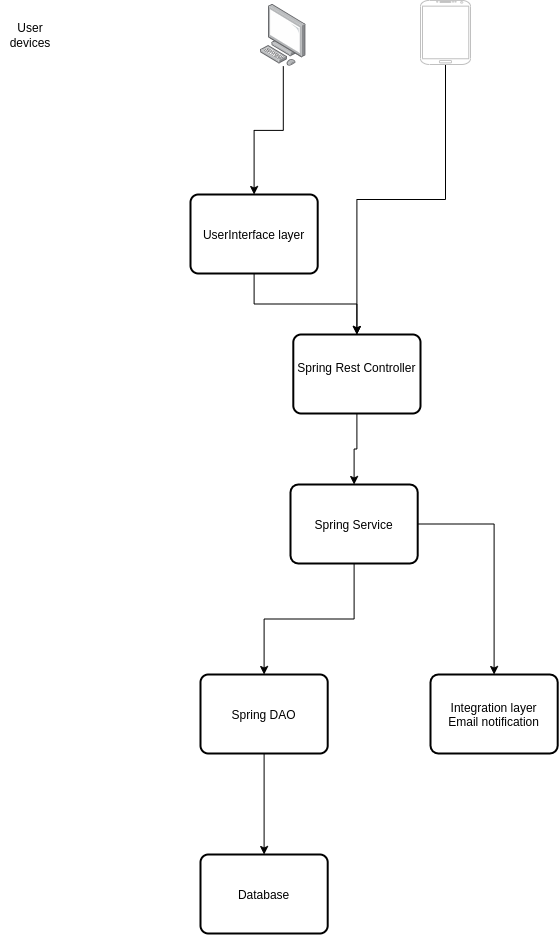 User
devices
UserInterface layer
Spring Rest Controller
Spring Service
Spring DAO
Integration layer
Email notification
Database